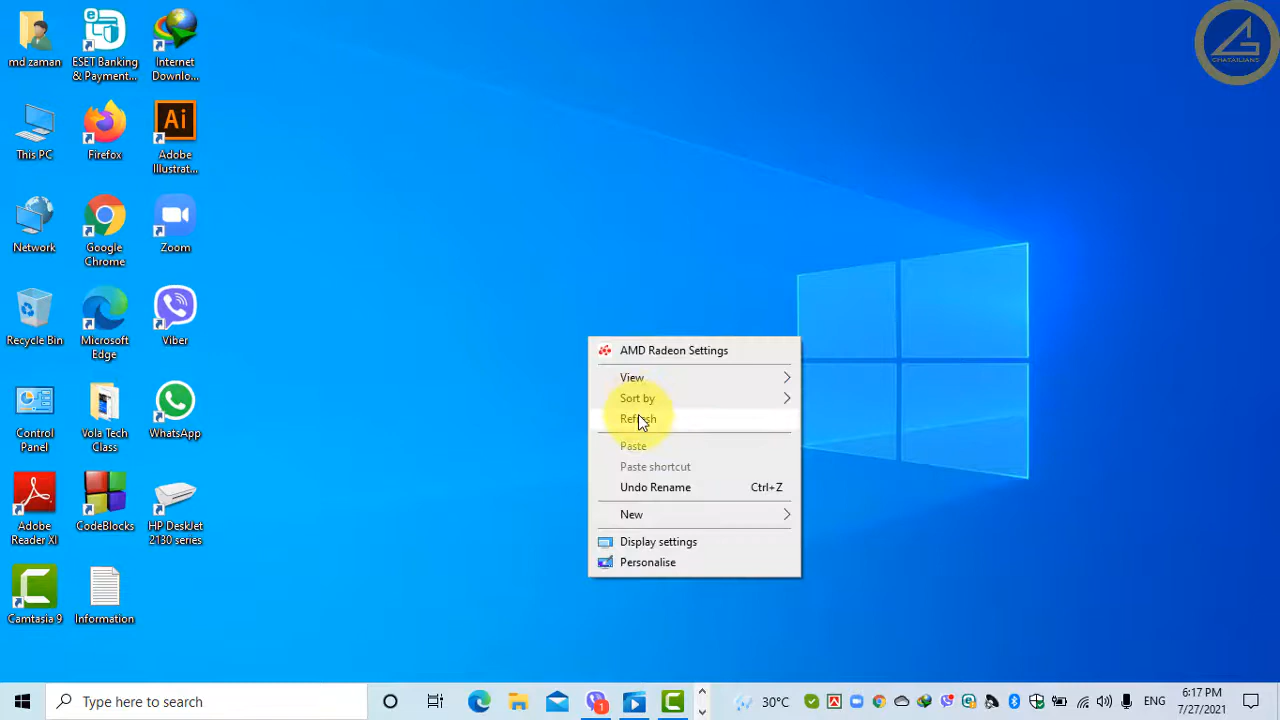 md zaman
ESET Banking
& Payment...
Internet
Downlo...
This PC
Firefox
Adobe
Illustrat...
Network
Google
Chrome
Zoom
Recycle Bin
Microsoft
Edge
Viber
Control
Panel
Vola Tech
Class
WhatsApp
Adobe
Reader XI
CodeBlocks
HP DeskJet
2130 series
Camtasia 9
Information
CHATAILIANS
AMD Radeon Settings
View
Sort by
Refresh
Paste
Paste shortcut
Undo Rename Ctrl+Z
New
Display settings
Personalise
Type here to search
1
30°C
ENG
6:17 PM
7/27/2021